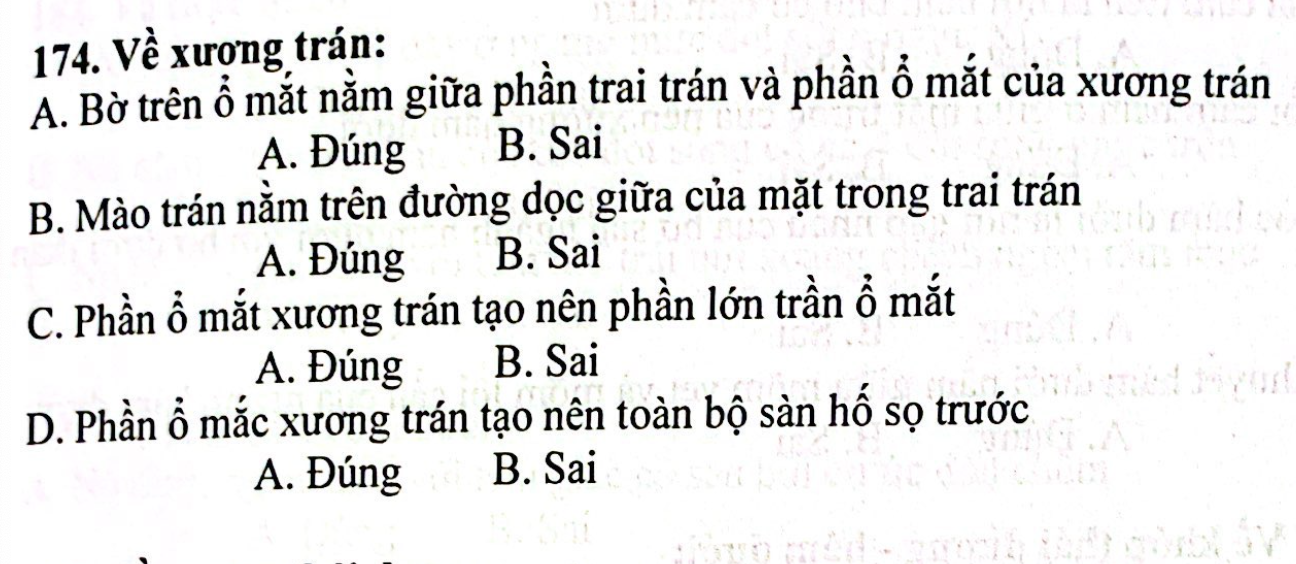 174. Về xương trán:
A. Bờ trên ổ mắt nằm giữa phần trai trán và phần ổ mắt của xương trán
A. Đúng B. Sai
B. Mào trán nằm trên đường dọc giữa của mặt trong trai trán
A. Đúng B. Sai
C. Phần ổ mắt xương trán tạo nên phần lớn trần ổ mắt
A. Đúng B. Sai
D. Phần ổ mắc xương trán tạo nên toàn bộ sàn hố sọ trước
A. Đúng B. Sai